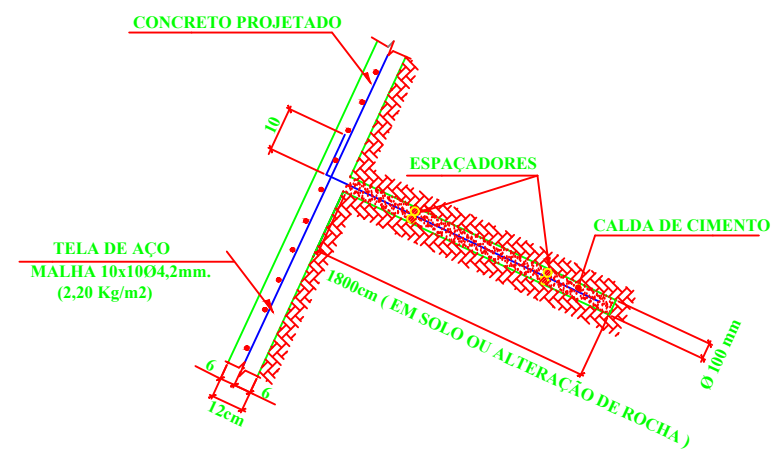 CONCRETO PROJETADO
10
ESPAÇADORES
CALDA DE CIMENTO
TELA DE AÇO
MALHA 10x10Ø4,2mm.
(2,20 Kg/m2)
1800cm ( EM SOLO OU ALTERAÇÃO DE ROCHA )
Ø 100 mm
6
6
12cm